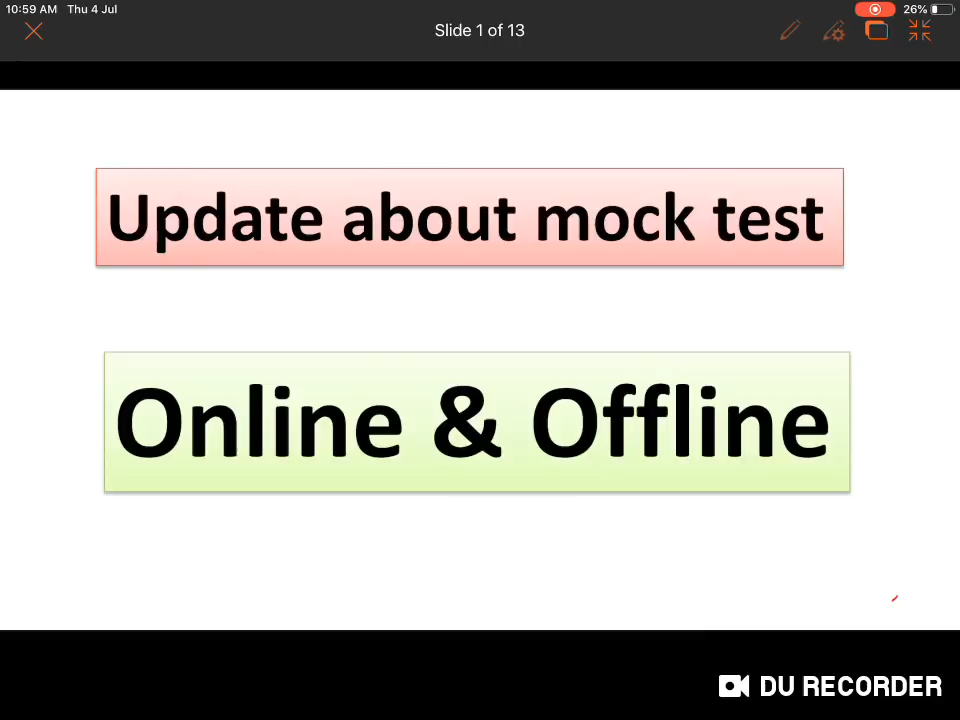 10:59 AM Thu 4 Jul 26%
Slide 1 of 13
Update about mock test
Online & Offline
DU RECORDER